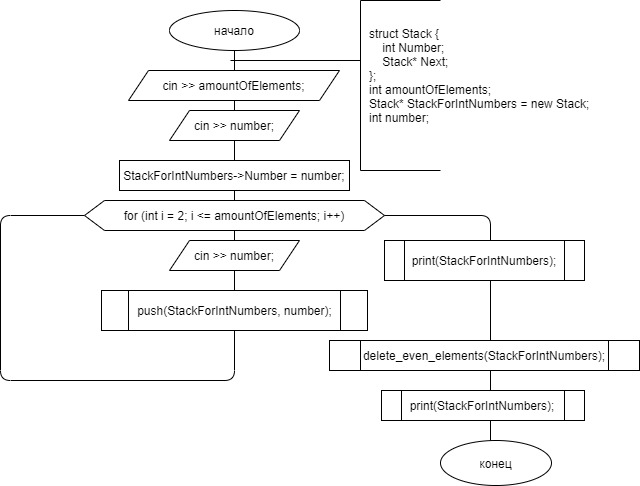 начало
struct Stack {
int Number;
Stack* Next;
};
int amountOfElements;
Stack* StackForIntNumbers = new Stack;
int number;
cin >> amountOfElements;
cin >> number;
StackForIntNumbers->Number = number;
for (int i = 2; i <= amountOfElements; i++)
cin >> number;
print(StackForIntNumbers);
push(StackForIntNumbers, number);
delete_even_elements(StackForIntNumbers);
print(StackForIntNumbers);
конец